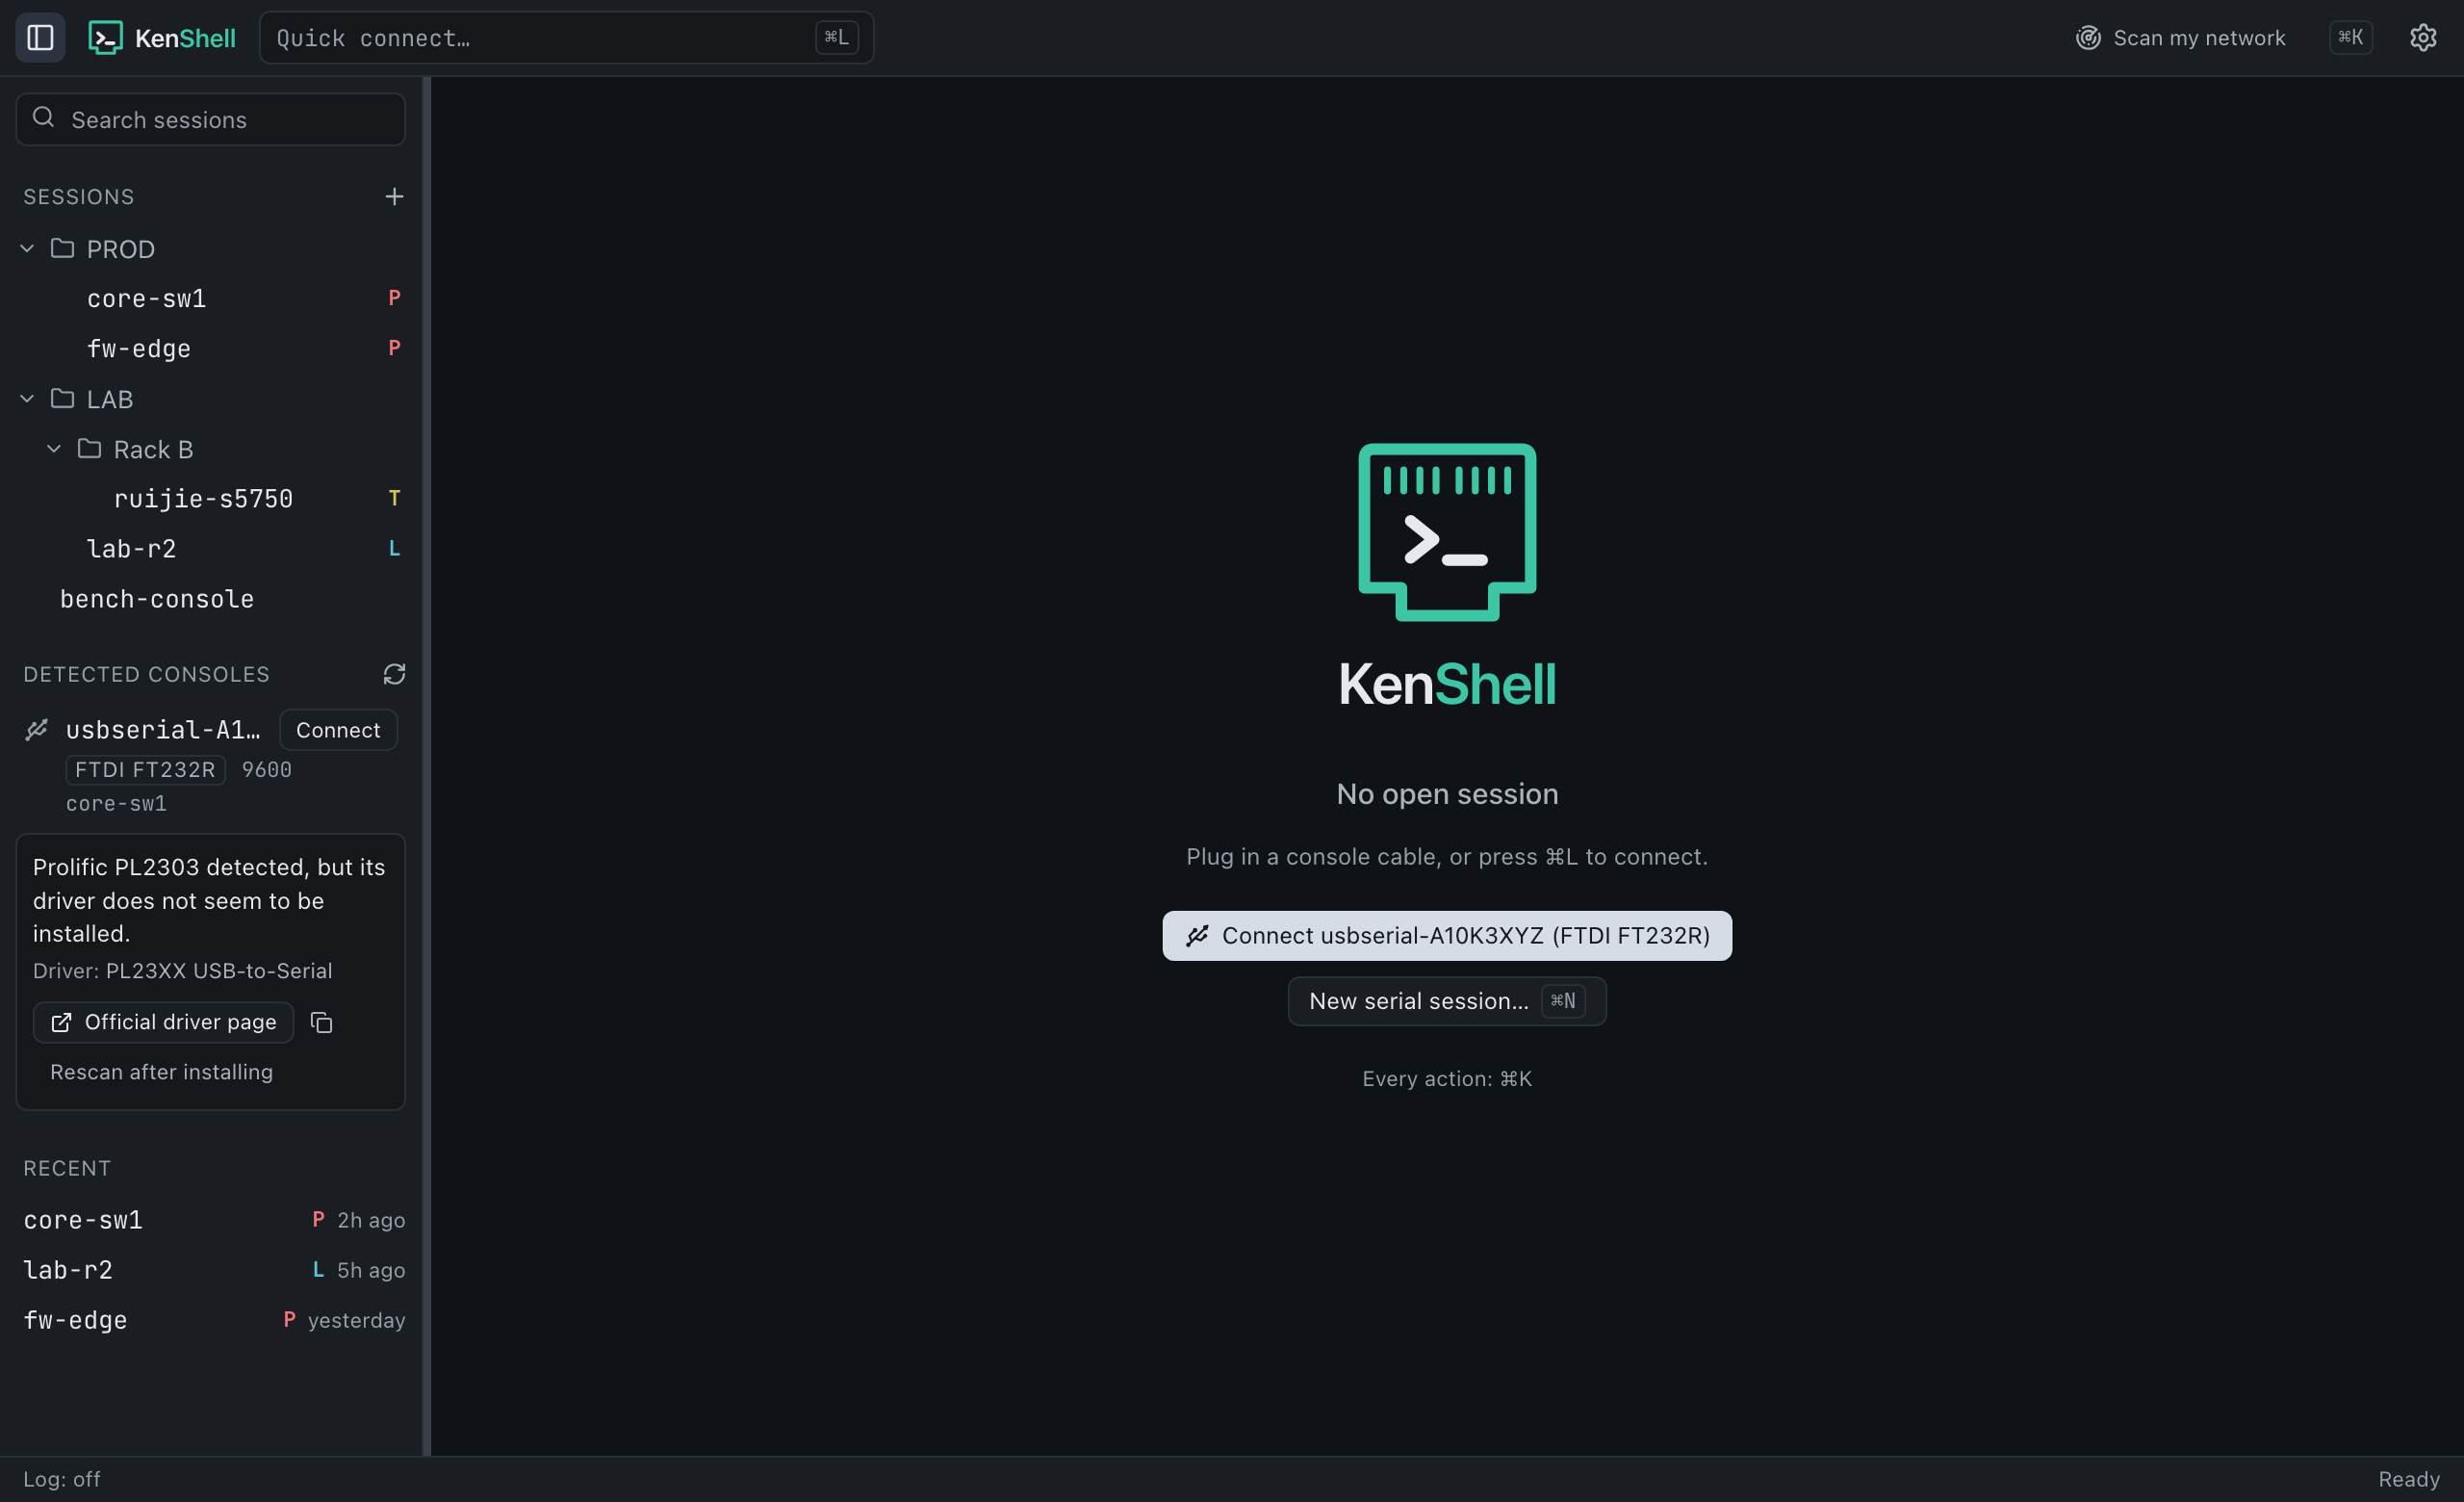 KenShell
Quick connect…
⌘L
Scan my network
⌘K
Search sessions
SESSIONS
PROD
core-sw1 P
fw-edge P
LAB
Rack B
ruijie-s5750 T
lab-r2 L
bench-console
DETECTED CONSOLES
usbserial-A1… Connect
FTDI FT232R 9600
core-sw1
Prolific PL2303 detected, but its
driver does not seem to be
installed.
Driver: PL23XX USB-to-Serial
Official driver page
Rescan after installing
RECENT
core-sw1 P 2h ago
lab-r2 L 5h ago
fw-edge P yesterday
KenShell
No open session
Plug in a console cable, or press ⌘L to connect.
Connect usbserial-A10K3XYZ (FTDI FT232R)
New serial session… ⌘N
Every action: ⌘K
Log: off
Ready